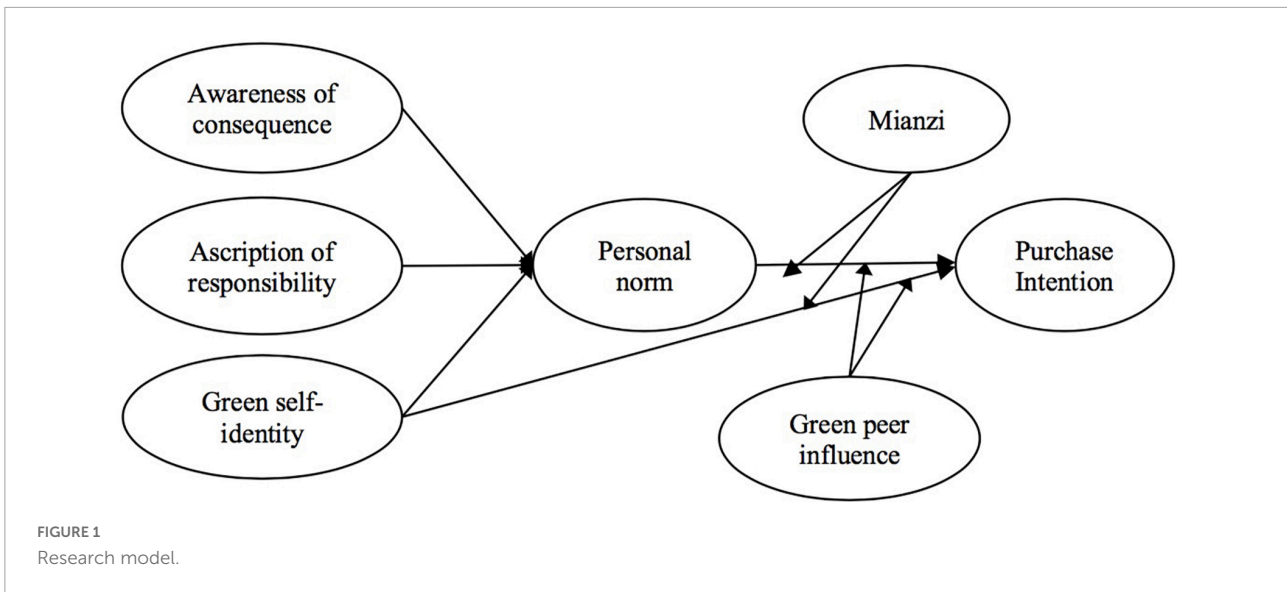 Awareness of
consequence
Mianzi
Ascription of
responsibility
Personal
norm
Purchase
Intention
Green self-
identity
Green peer
influence
FIGURE 1
Research model.